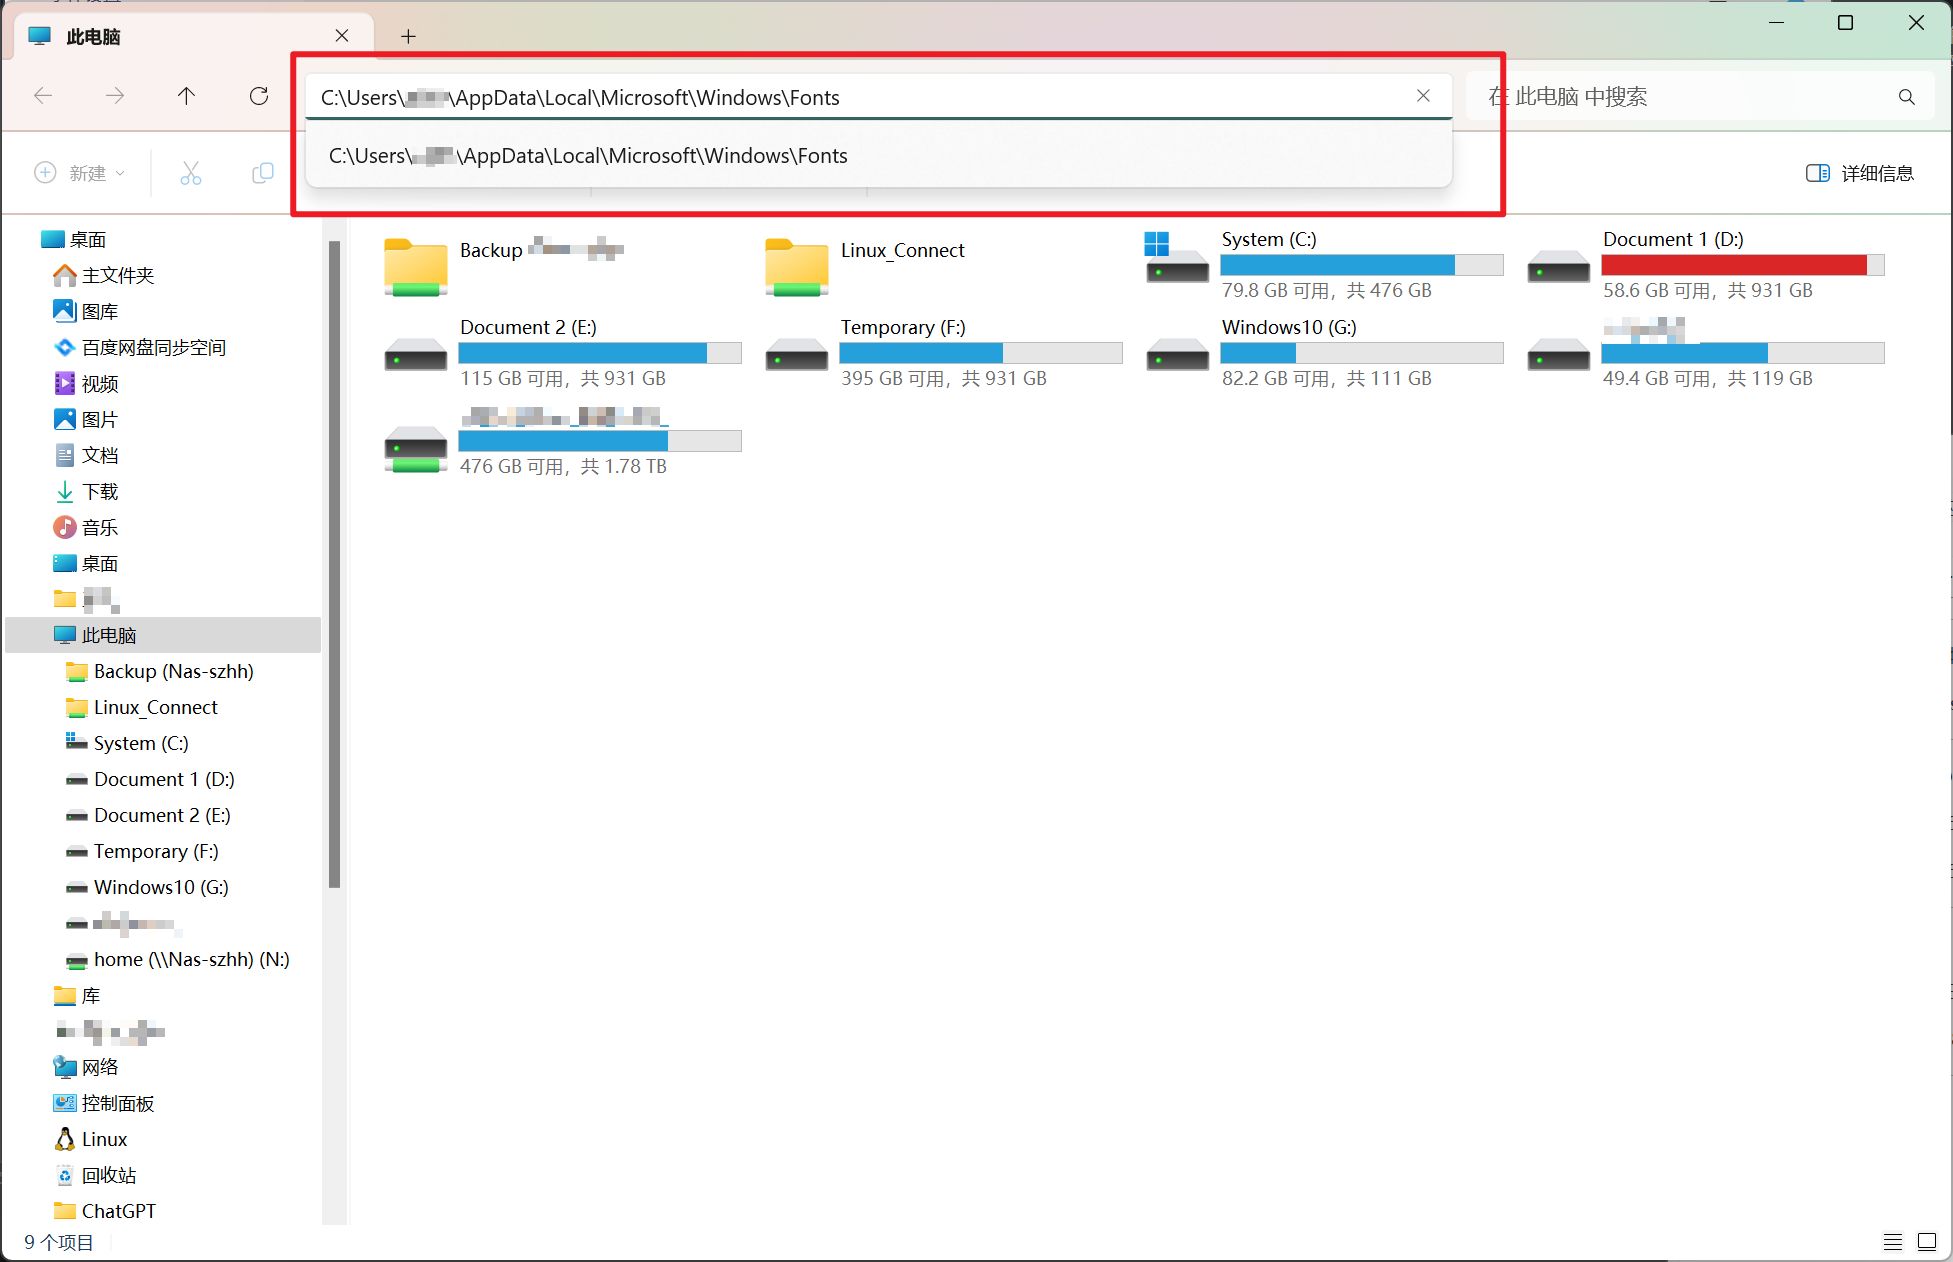 此电脑
C:\Users\ \AppData\Local\Microsoft\Windows\Fonts
在 此电脑 中搜索
C:\Users\ \AppData\Local\Microsoft\Windows\Fonts
新建
详细信息
桌面
主文件夹
图库
百度网盘同步空间
视频
图片
文档
下载
音乐
桌面
此电脑
Backup (Nas-szhh)
Linux_Connect
System (C:)
Document 1 (D:)
Document 2 (E:)
Temporary (F:)
Windows10 (G:)
home (\\Nas-szhh) (N:)
库
网络
控制面板
Linux
回收站
ChatGPT
Backup
Linux_Connect
System (C:)
79.8 GB 可用，共 476 GB
Document 1 (D:)
58.6 GB 可用，共 931 GB
Document 2 (E:)
115 GB 可用，共 931 GB
Temporary (F:)
395 GB 可用，共 931 GB
Windows10 (G:)
82.2 GB 可用，共 111 GB
49.4 GB 可用，共 119 GB
476 GB 可用，共 1.78 TB
9 个项目